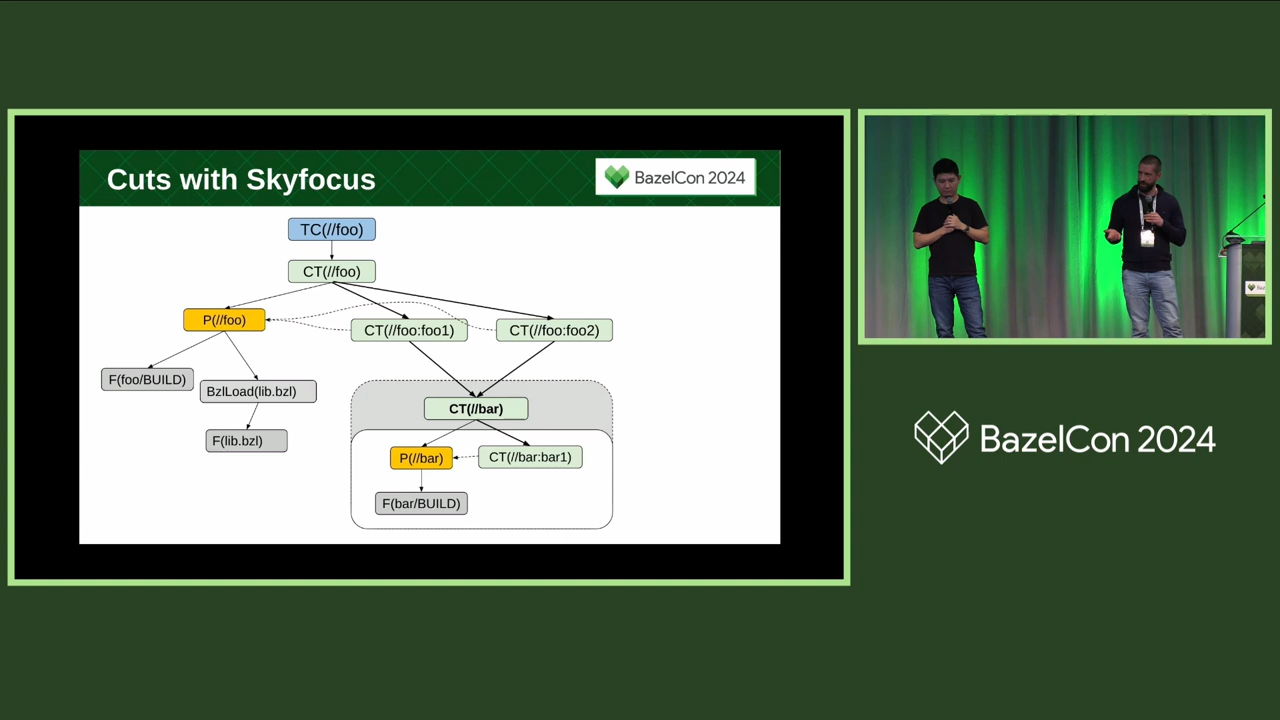 Cuts with Skyfocus
BazelCon 2024
TC(//foo)
CT(//foo)
P(//foo)
CT(//foo:foo1)
CT(//foo:foo2)
F(foo/BUILD)
BzlLoad(lib.bzl)
CT(//bar)
F(lib.bzl)
P(//bar)
CT(//bar:bar1)
F(bar/BUILD)
BazelCon 2024